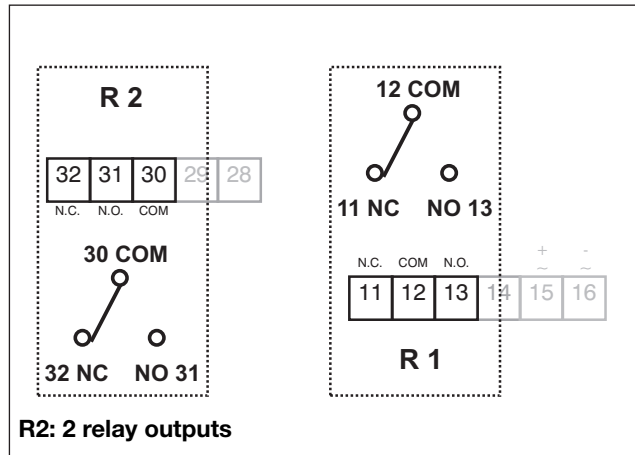 R 2
32 31 30 29 28
N.C. N.O. COM
30 COM
32 NC NO 31
12 COM
11 NC NO 13
+ -
N.C. COM N.O. ~ ~
11 12 13 14 15 16
R 1
R2: 2 relay outputs